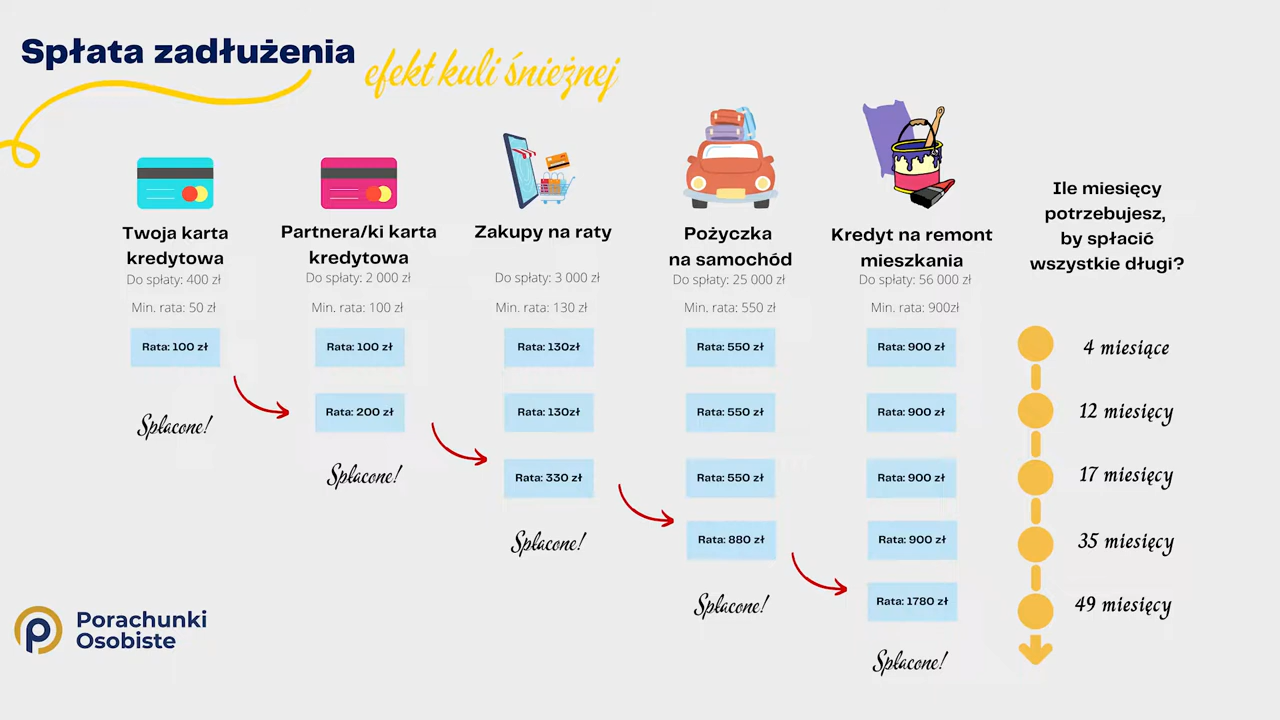 Spłata zadłużenia
efekt kuli śnieżnej
Twoja karta
kredytowa
Do spłaty: 400 zł
Min. rata: 50 zł
Partnera/ki karta
kredytowa
Do spłaty: 2 000 zł
Min. rata: 100 zł
Zakupy na raty
Do spłaty: 3 000 zł
Min. rata: 130 zł
Pożyczka
na samochód
Do spłaty: 25 000 zł
Min. rata: 550 zł
Kredyt na remont
mieszkania
Do spłaty: 56 000 zł
Min. rata: 900zł
Ile miesięcy
potrzebujesz,
by spłacić
wszystkie długi?
Rata: 100 zł
Rata: 100 zł
Rata: 130zł
Rata: 550 zł
Rata: 900 zł
4 miesiące
Spłacone!
Rata: 200 zł
Rata: 130zł
Rata: 550 zł
Rata: 900 zł
12 miesięcy
Spłacone!
Rata: 330 zł
Rata: 550 zł
Rata: 900 zł
17 miesięcy
Spłacone!
Rata: 880 zł
Rata: 900 zł
35 miesięcy
Spłacone!
Rata: 1780 zł
49 miesięcy
Spłacone!
Porachunki
Osobiste